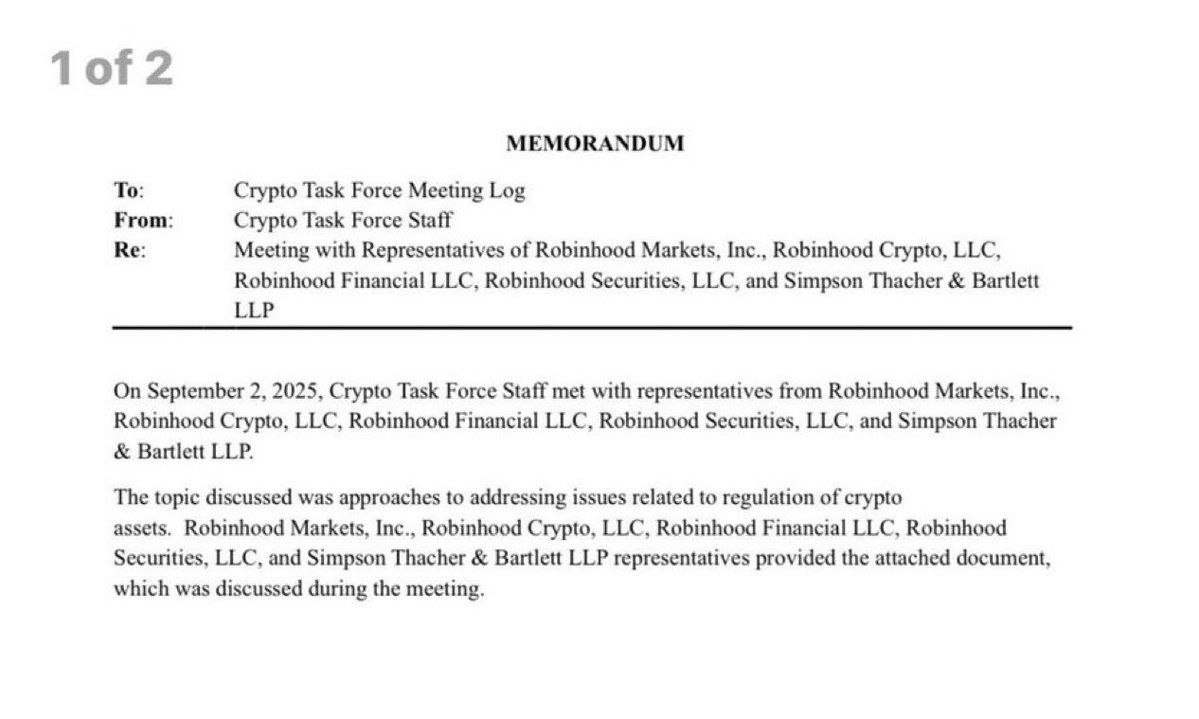 1 of 2
MEMORANDUM
To: Crypto Task Force Meeting Log
From: Crypto Task Force Staff
Re: Meeting with Representatives of Robinhood Markets, Inc., Robinhood Crypto, LLC,
Robinhood Financial LLC, Robinhood Securities, LLC, and Simpson Thacher & Bartlett
LLP
On September 2, 2025, Crypto Task Force Staff met with representatives from Robinhood Markets, Inc.,
Robinhood Crypto, LLC, Robinhood Financial LLC, Robinhood Securities, LLC, and Simpson Thacher
& Bartlett LLP.
The topic discussed was approaches to addressing issues related to regulation of crypto
assets.  Robinhood Markets, Inc., Robinhood Crypto, LLC, Robinhood Financial LLC, Robinhood
Securities, LLC, and Simpson Thacher & Bartlett LLP representatives provided the attached document,
which was discussed during the meeting.